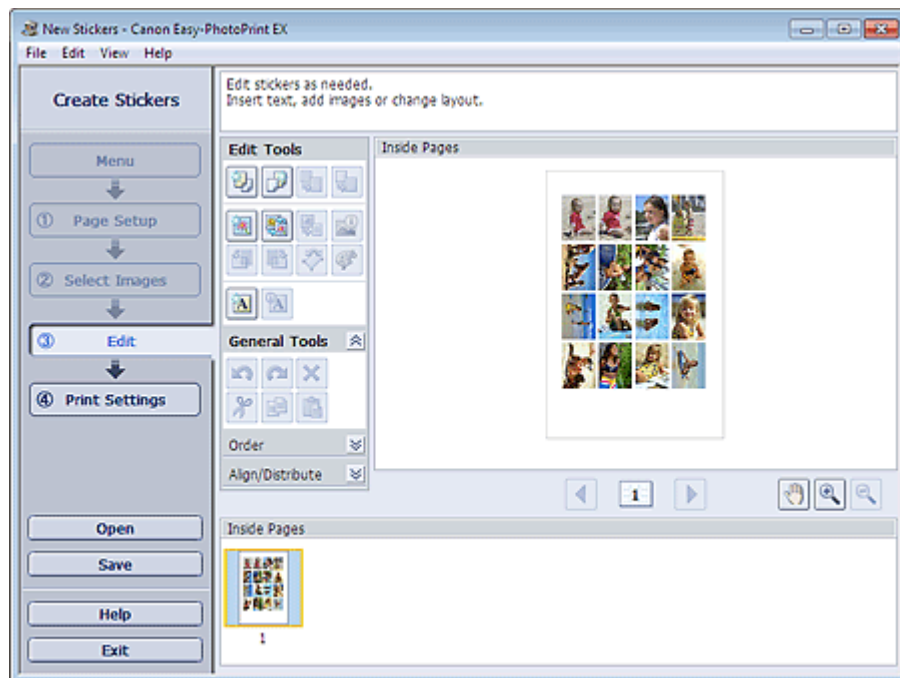 New Stickers - Canon Easy-PhotoPrint EX
File Edit View Help
Create Stickers
Edit stickers as needed.
Insert text, add images or change layout.
Menu
① Page Setup
② Select Images
③ Edit
④ Print Settings
Open
Save
Help
Exit
Edit Tools
A A
General Tools
Order
Align/Distribute
Inside Pages
1
Inside Pages
1